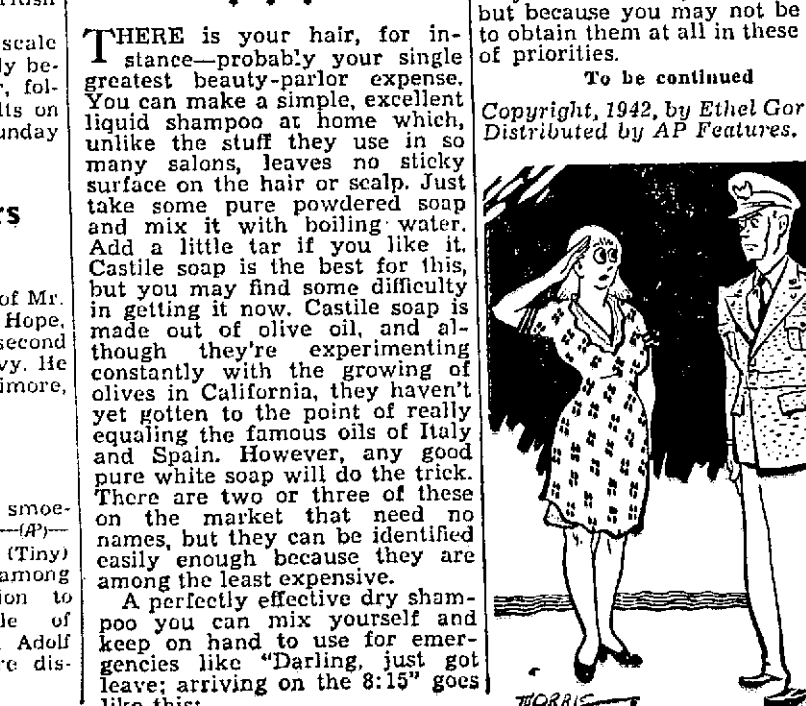 scale
ly be-
, fol-
lts on
unday
rs
of Mr.
Hope,
second
vy. He
imore,
smoe-
—(AP)—
(Tiny)
among
ion to
le of
Adolf
re dis-
THERE is your hair, for in-
stance—probably your single
greatest beauty-parlor expense.
You can make a simple, excellent
liquid shampoo at home which,
unlike the stuff they use in so
many salons, leaves no sticky
surface on the hair or scalp. Just
take some pure powdered soap
and mix it with boiling water.
Add a little tar if you like it.
Castile soap is the best for this,
but you may find some difficulty
in getting it now. Castile soap is
made out of olive oil, and al-
though they're experimenting
constantly with the growing of
olives in California, they haven't
yet gotten to the point of really
equaling the famous oils of Italy
and Spain. However, any good
pure white soap will do the trick.
There are two or three of these
on the market that need no
names, but they can be identified
easily enough because they are
among the least expensive.
A perfectly effective dry sham-
poo you can mix yourself and
keep on hand to use for emer-
gencies like "Darling, just got
leave; arriving on the 8:15" goes
like this:
but because you may not be
to obtain them at all in these
of priorities.
To be continued
Copyright, 1942, by Ethel Gor
Distributed by AP Features.
MORRIS